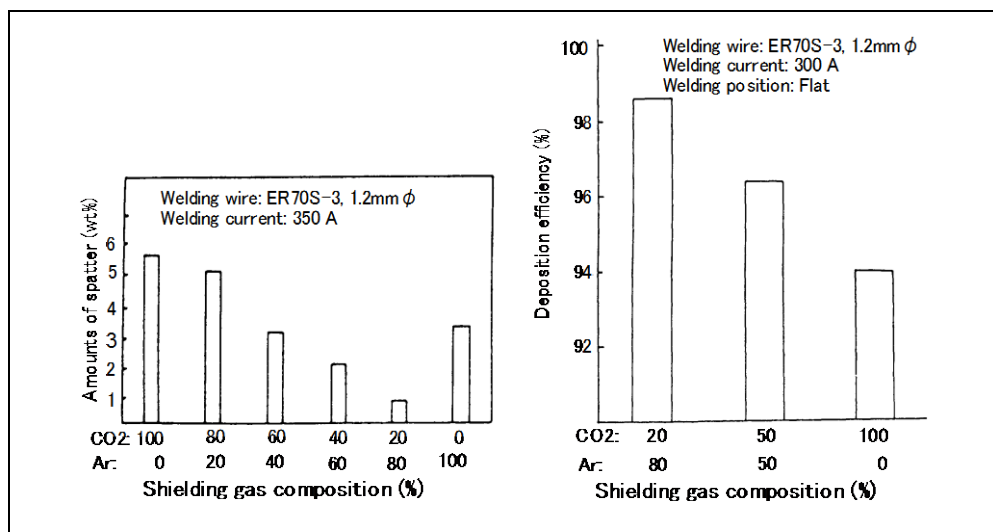 Welding wire: ER70S-3, 1.2mm φ
Welding current: 350 A
Amounts of spatter (wt%)
6
5
4
3
2
1
CO2: 100 80 60 40 20 0
Ar: 0 20 40 60 80 100
Shielding gas composition (%)
Welding wire: ER70S-3, 1.2mm φ
Welding current: 300 A
Welding position: Flat
Deposition efficiency (%)
100
98
96
94
92
CO2: 20 50 100
Ar: 80 50 0
Shielding gas composition (%)